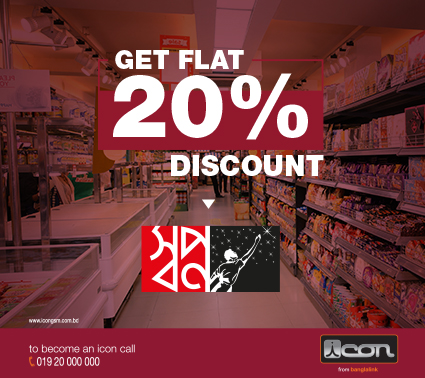 GET FLAT
20%
DISCOUNT
স্বপ
বন
www.icongsm.com.bd
to become an icon call
019 20 000 000
icon
from banglalink